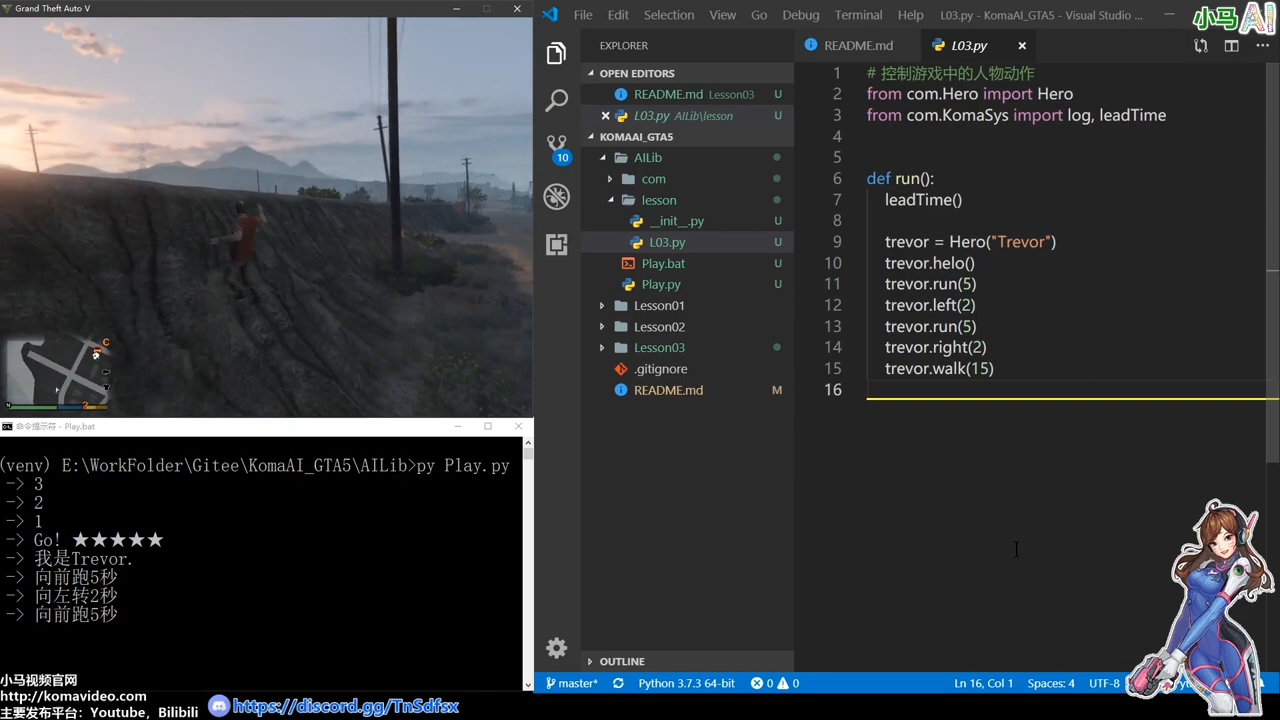 Grand Theft Auto V
C
N
命令提示符 - Play.bat
(venv) E:\WorkFolder\Gitee\KomaAI_GTA5\AILib>py Play.py
-> 3
-> 2
-> 1
-> Go! ★★★★★
-> 我是Trevor.
-> 向前跑5秒
-> 向左转2秒
-> 向前跑5秒
小马视频官网
http://komavideo.com
主要发布平台：Youtube，Bilibili
https://discord.gg/TnSdfsx
File Edit Selection View Go Debug Terminal Help L03.py - KomaAI_GTA5 - Visual Studio ...
小马AI
EXPLORER
OPEN EDITORS
README.md Lesson03 U
L03.py AILib\lesson U
KOMAAI_GTA5
AILib
com
lesson
__init__.py U
L03.py U
Play.bat U
Play.py U
Lesson01
Lesson02
Lesson03
.gitignore
README.md M
OUTLINE
10
README.md L03.py
1 # 控制游戏中的人物动作
2 from com.Hero import Hero
3 from com.KomaSys import log, leadTime
4
5
6 def run():
7 leadTime()
8
9 trevor = Hero("Trevor")
10 trevor.helo()
11 trevor.run(5)
12 trevor.left(2)
13 trevor.run(5)
14 trevor.right(2)
15 trevor.walk(15)
16
master* Python 3.7.3 64-bit 0 0 Ln 16, Col 1 Spaces: 4 UTF-8